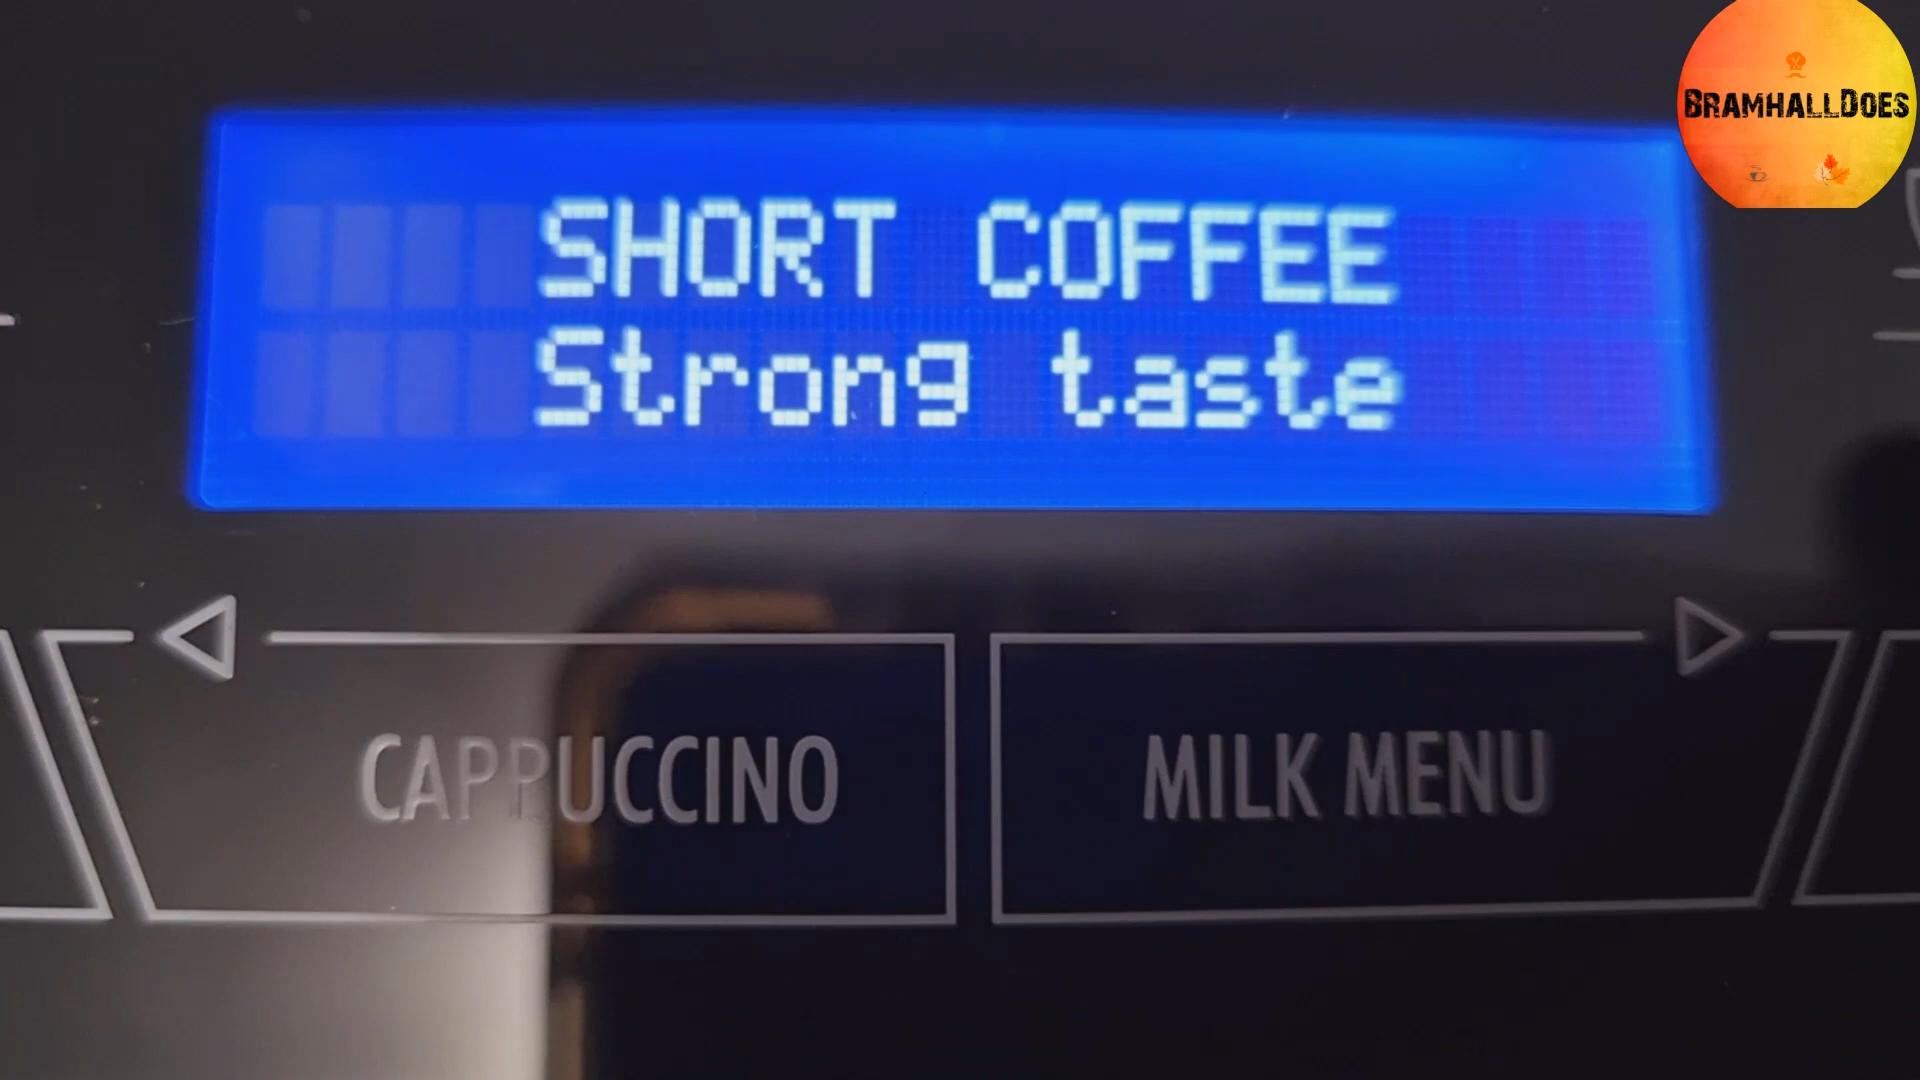 BRAMHALLDOES
SHORT COFFEE
Strong taste
CAPPUCCINO
MILK MENU